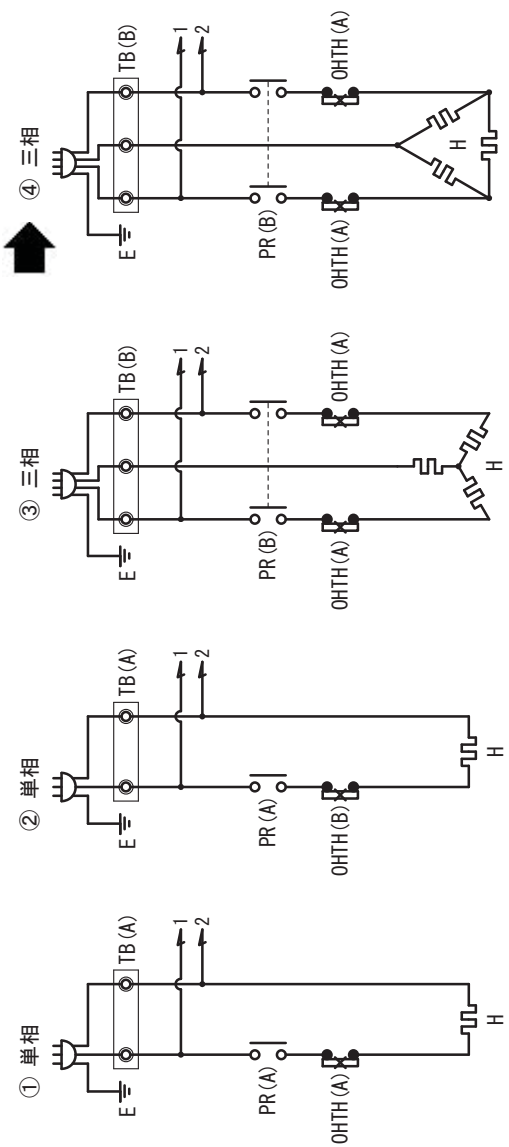 ① 単相
TB(A)
E
1
2
PR(A)
OHTH(A)
H
② 単相
TB(A)
E
1
2
PR(A)
OHTH(B)
H
③ 三相
TB(B)
E
1
2
PR(B)
OHTH(A)
OHTH(A)
H
④ 三相
TB(B)
E
1
2
PR(B)
OHTH(A)
OHTH(A)
H